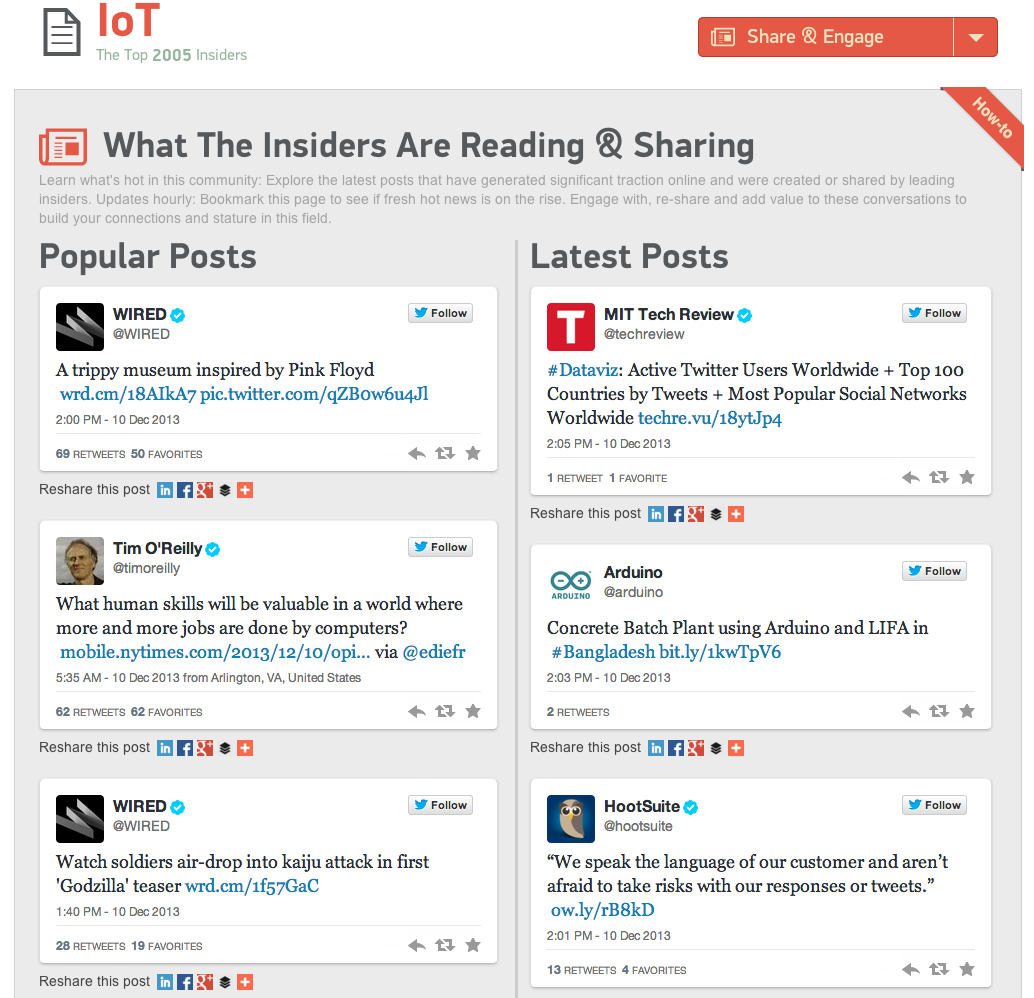 IoT
The Top 2005 Insiders
Share & Engage
How-to
What The Insiders Are Reading & Sharing
Learn what's hot in this community: Explore the latest posts that have generated significant traction online and were created or shared by leading
insiders. Updates hourly: Bookmark this page to see if fresh hot news is on the rise. Engage with, re-share and add value to these conversations to
build your connections and stature in this field.
Popular Posts
WIRED
Follow
@WIRED
A trippy museum inspired by Pink Floyd
wrd.cm/18AIkA7 pic.twitter.com/qZB0w6u4Jl
2:00 PM - 10 Dec 2013
69 RETWEETS 50 FAVORITES
Reshare this post in f g+
Tim O'Reilly
Follow
@timoreilly
What human skills will be valuable in a world where
more and more jobs are done by computers?
mobile.nytimes.com/2013/12/10/opi... via @ediefr
5:35 AM - 10 Dec 2013 from Arlington, VA, United States
62 RETWEETS 62 FAVORITES
Reshare this post in f g+
WIRED
Follow
@WIRED
Watch soldiers air-drop into kaiju attack in first
'Godzilla' teaser wrd.cm/1f57GaC
1:40 PM - 10 Dec 2013
28 RETWEETS 19 FAVORITES
Reshare this post in f g+
Latest Posts
T
MIT Tech Review
Follow
@techreview
#Dataviz: Active Twitter Users Worldwide + Top 100
Countries by Tweets + Most Popular Social Networks
Worldwide techre.vu/18ytJp4
2:05 PM - 10 Dec 2013
1 RETWEET 1 FAVORITE
Reshare this post in f g+
ARDUINO
Arduino
Follow
@arduino
Concrete Batch Plant using Arduino and LIFA in
#Bangladesh bit.ly/1kwTpV6
2:03 PM - 10 Dec 2013
2 RETWEETS
Reshare this post in f g+
HootSuite
Follow
@hootsuite
“We speak the language of our customer and aren’t
afraid to take risks with our responses or tweets.”
ow.ly/rB8kD
2:01 PM - 10 Dec 2013
13 RETWEETS 4 FAVORITES